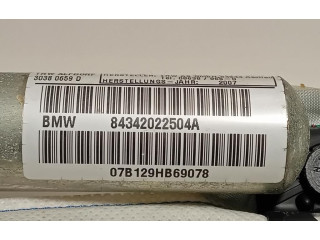 3038 0659 D
HERSTELLUNGS-JAHR: 2007
BMW 84342022504A
07B129HB69078